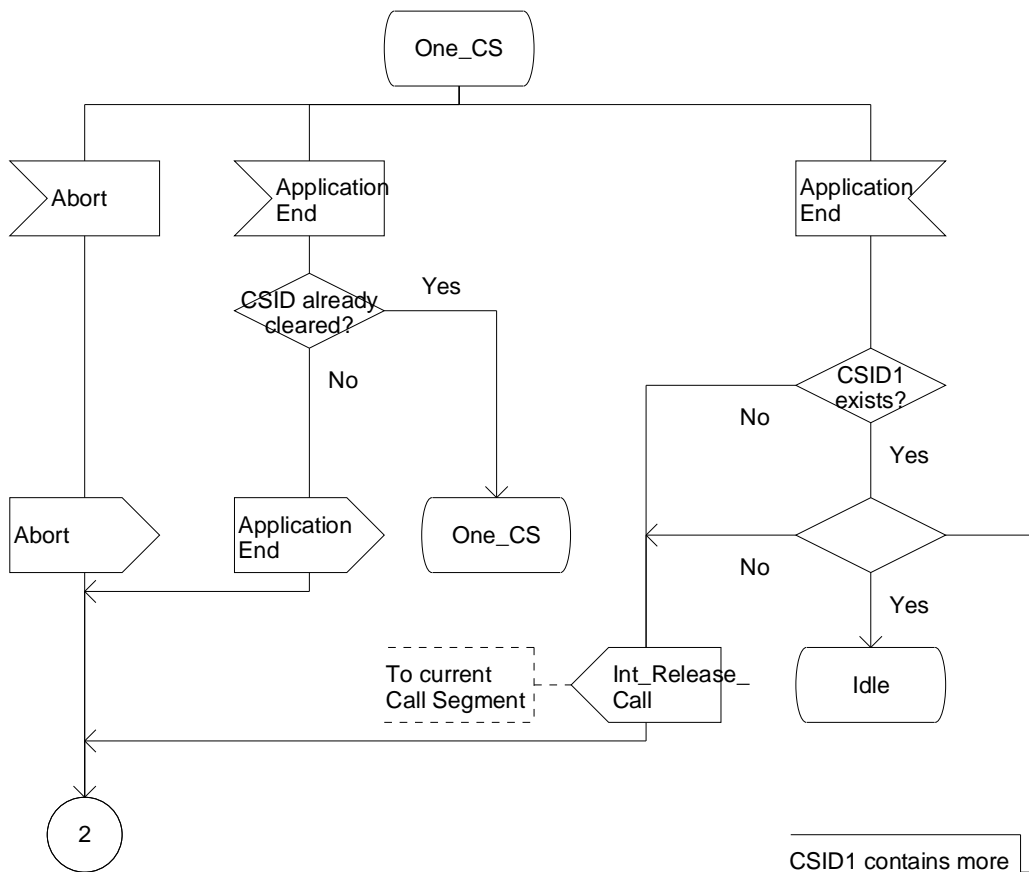 One_CS
Abort
Application
End
Application
End
CSID already
cleared?
Yes
No
CSID1
exists?
No
Yes
Abort
Application
End
One_CS
No
Yes
To current
Call Segment
Int_Release_
Call
Idle
2
CSID1 contains more